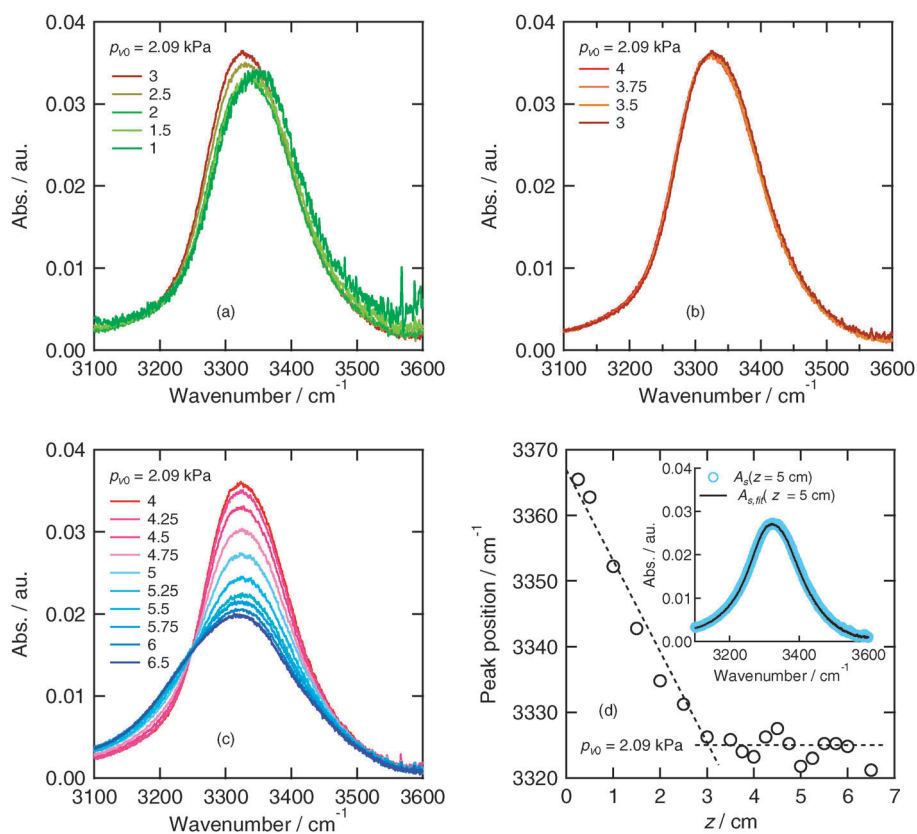 0.04
0.03
0.02
0.01
0.00
Abs. / au.
p_v0 = 2.09 kPa
3
2.5
2
1.5
1
(a)
3100 3200 3300 3400 3500 3600
Wavenumber / cm⁻¹
0.04
0.03
0.02
0.01
0.00
Abs. / au.
p_v0 = 2.09 kPa
4
3.75
3.5
3
(b)
3100 3200 3300 3400 3500 3600
Wavenumber / cm⁻¹
0.04
0.03
0.02
0.01
0.00
Abs. / au.
p_v0 = 2.09 kPa
4
4.25
4.5
4.75
5
5.25
5.5
5.75
6
6.5
(c)
3100 3200 3300 3400 3500 3600
Wavenumber / cm⁻¹
3370
3360
3350
3340
3330
3320
Peak position / cm⁻¹
0.04
0.03
0.02
0.01
0.00
Abs. / au.
A_s(z = 5 cm)
A_s,fit( z = 5 cm)
3200 3400 3600
Wavenumber / cm⁻¹
(d)
p_v0 = 2.09 kPa
0 1 2 3 4 5 6 7
z / cm